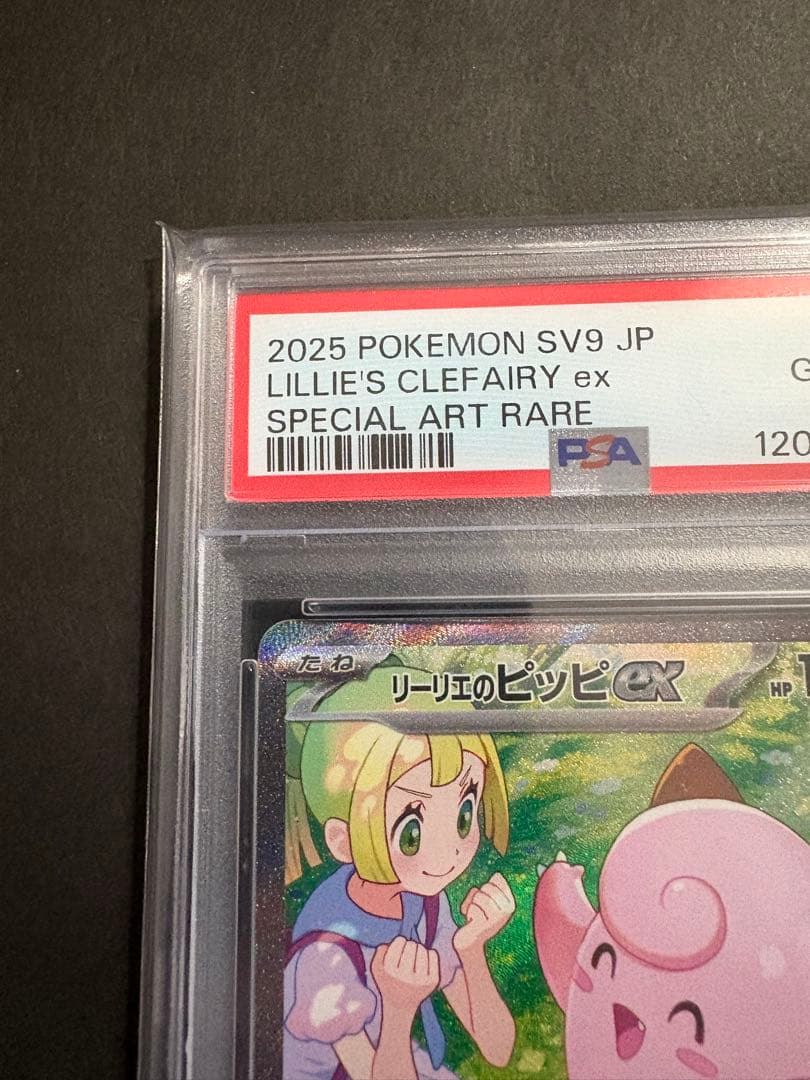 2025 POKEMON SV9 JP
LILLIE'S CLEFAIRY ex
SPECIAL ART RARE
PSA
120
たね
リーリエのピッピex
HP